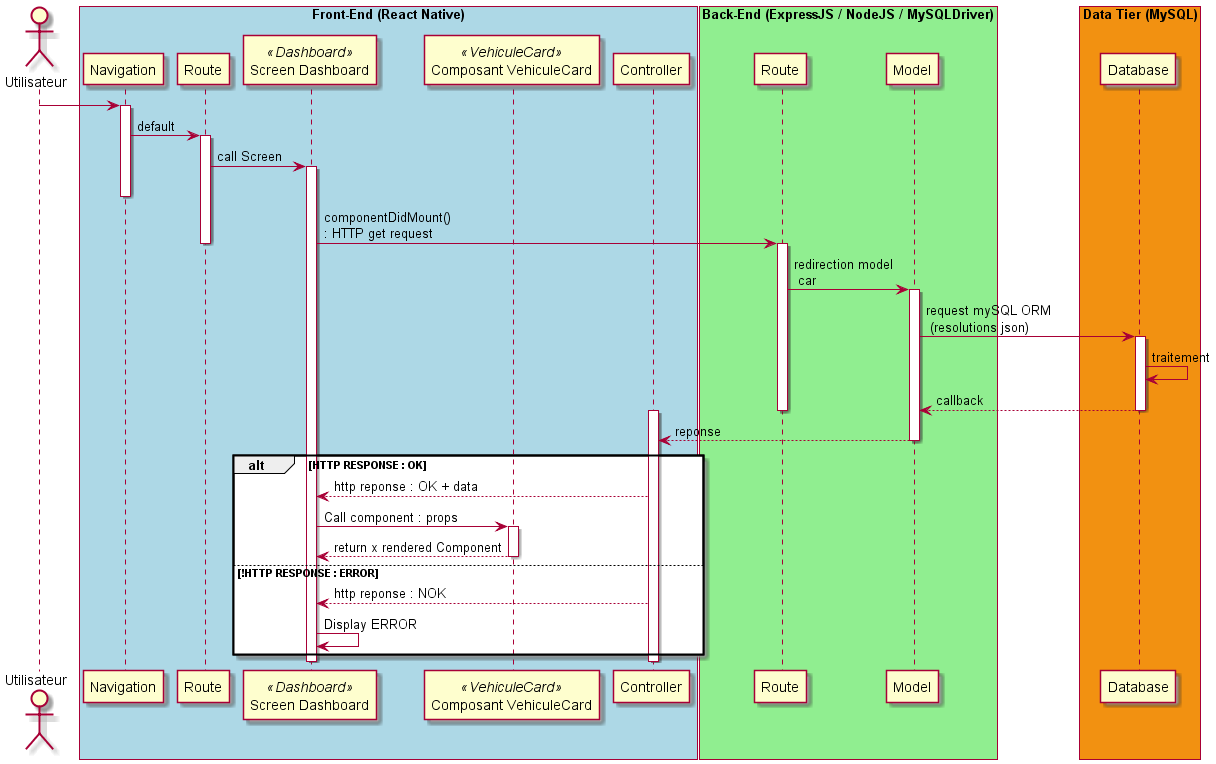 Front-End (React Native)
Back-End (ExpressJS / NodeJS / MySQLDriver)
Data Tier (MySQL)
Utilisateur
Navigation
Route
«Dashboard»
Screen Dashboard
«VehiculeCard»
Composant VehiculeCard
Controller
Route
Model
Database
default
call Screen
componentDidMount()
: HTTP get request
redirection model
car
request mySQL ORM
(resolutions json)
traitement
callback
reponse
alt
[HTTP RESPONSE : OK]
http reponse : OK + data
Call component : props
return x rendered Component
[!HTTP RESPONSE : ERROR]
http reponse : NOK
Display ERROR
Utilisateur
Navigation
Route
«Dashboard»
Screen Dashboard
«VehiculeCard»
Composant VehiculeCard
Controller
Route
Model
Database